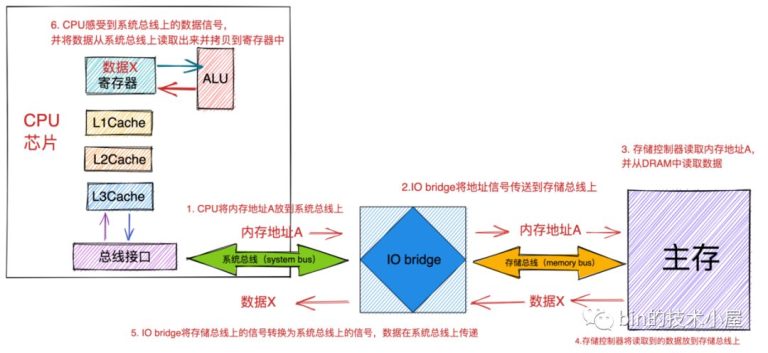 6. CPU感受到系统总线上的数据信号，
并将数据从系统总线上读取出来并拷贝到寄存器中
数据X
寄存器
ALU
CPU
芯片
L1Cache
L2Cache
L3Cache
总线接口
1. CPU将内存地址A放到系统总线上
内存地址A
系统总线（system bus）
数据X
2.IO bridge将地址信号传送到存储总线上
IO bridge
内存地址A
存储总线（memory bus）
数据X
3. 存储控制器读取内存地址A，
并从DRAM中读取数据
主存
bin的技术小屋
4.存储控制器将读取到的数据放到存储总线上
5. IO bridge将存储总线上的信号转换为系统总线上的信号，数据在系统总线上传递